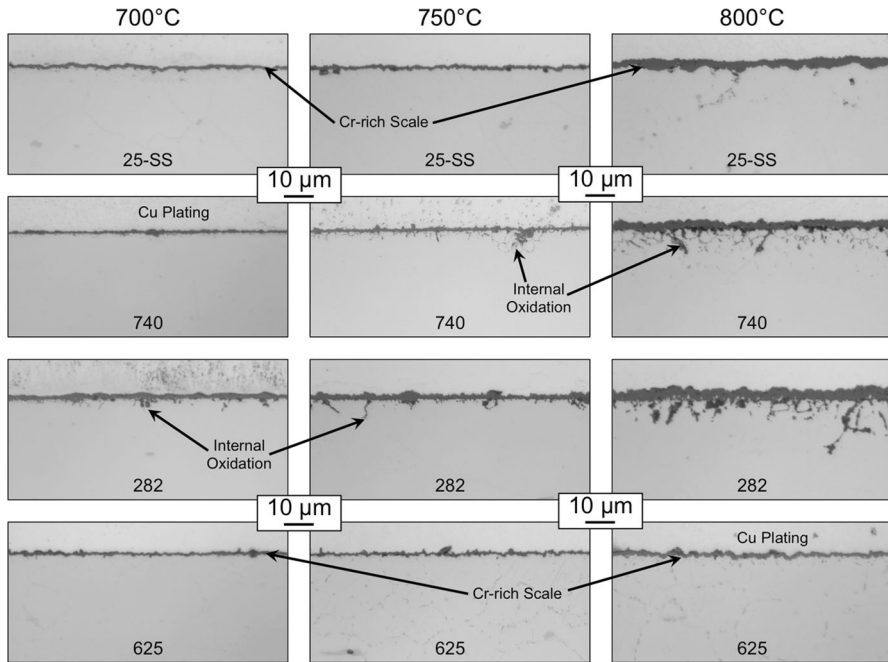 700°C 750°C 800°C
Cr-rich Scale
25-SS 25-SS 25-SS
10 µm 10 µm
Cu Plating
Internal
Oxidation
740 740 740
Internal
Oxidation
282 282 282
10 µm 10 µm
Cu Plating
Cr-rich Scale
625 625 625